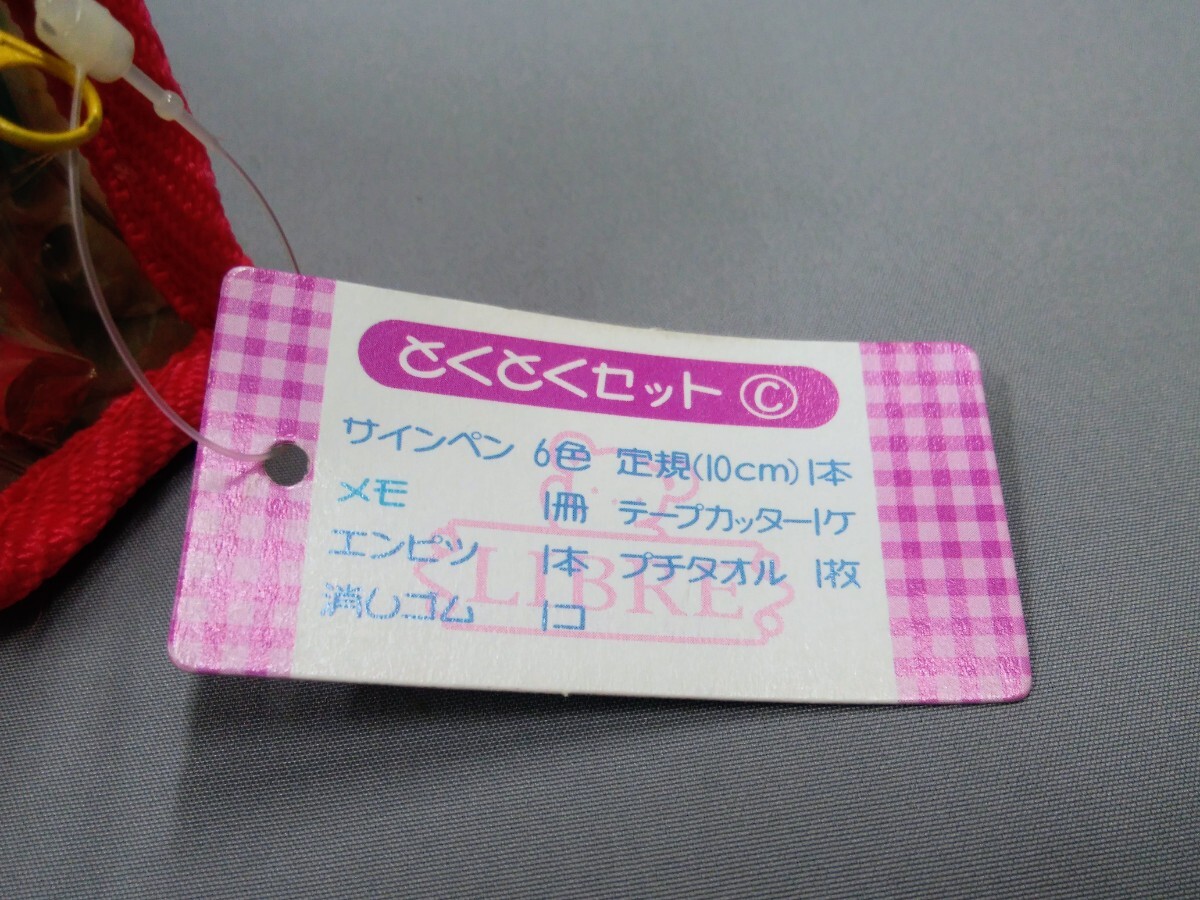 とくとくセット Ⓒ
サインペン 6色 定規(10cm) 1本
メモ 1冊 テープカッター 1ケ
エンピツ 1本 プチタオル 1枚
消しゴム 1コ
LIBRE